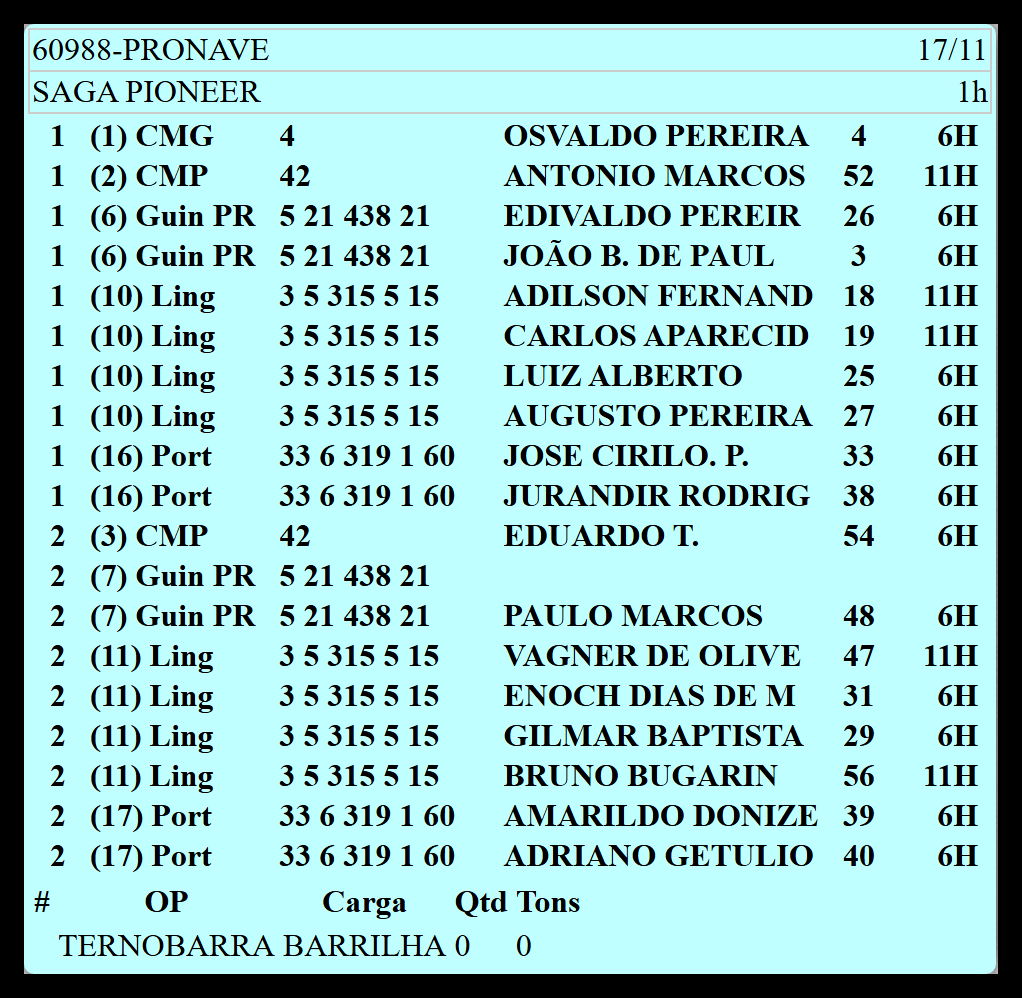 60988-PRONAVE 17/11
SAGA PIONEER 1h
1 (1) CMG 4 OSVALDO PEREIRA 4 6H
1 (2) CMP 42 ANTONIO MARCOS 52 11H
1 (6) Guin PR 5 21 438 21 EDIVALDO PEREIR 26 6H
1 (6) Guin PR 5 21 438 21 JOÃO B. DE PAUL 3 6H
1 (10) Ling 3 5 315 5 15 ADILSON FERNAND 18 11H
1 (10) Ling 3 5 315 5 15 CARLOS APARECID 19 11H
1 (10) Ling 3 5 315 5 15 LUIZ ALBERTO 25 6H
1 (10) Ling 3 5 315 5 15 AUGUSTO PEREIRA 27 6H
1 (16) Port 33 6 319 1 60 JOSE CIRILO. P. 33 6H
1 (16) Port 33 6 319 1 60 JURANDIR RODRIG 38 6H
2 (3) CMP 42 EDUARDO T. 54 6H
2 (7) Guin PR 5 21 438 21
2 (7) Guin PR 5 21 438 21 PAULO MARCOS 48 6H
2 (11) Ling 3 5 315 5 15 VAGNER DE OLIVE 47 11H
2 (11) Ling 3 5 315 5 15 ENOCH DIAS DE M 31 6H
2 (11) Ling 3 5 315 5 15 GILMAR BAPTISTA 29 6H
2 (11) Ling 3 5 315 5 15 BRUNO BUGARIN 56 11H
2 (17) Port 33 6 319 1 60 AMARILDO DONIZE 39 6H
2 (17) Port 33 6 319 1 60 ADRIANO GETULIO 40 6H
# OP Carga Qtd Tons
TERNOBARRA BARRILHA 0 0